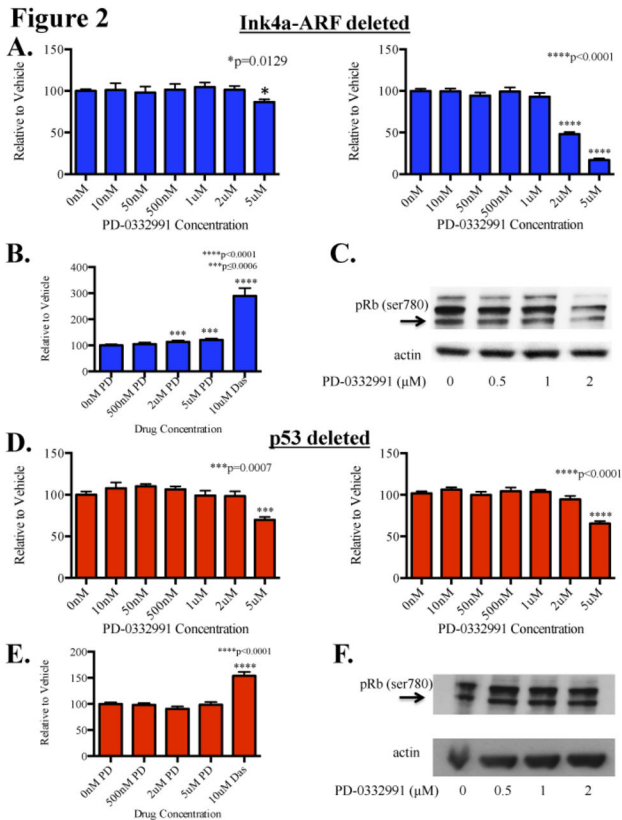 Figure 2
Ink4a-ARF deleted
A.
Relative to Vehicle
150
100
50
0
*p=0.0129
*
0nM 10nM 50nM 500nM 1uM 2uM 5uM
PD-0332991 Concentration
Relative to Vehicle
150
100
50
0
****p<0.0001
****
****
0nM 10nM 50nM 500nM 1uM 2uM 5uM
PD-0332991 Concentration
B.
Relative to Vehicle
400
300
200
100
0
****p<0.0001
***p≤0.0006
***
***
****
0nM PD 500nM PD 2uM PD 5uM PD 10uM Das
Drug Concentration
C.
pRb (ser780)
actin
PD-0332991 (μM) 0 0.5 1 2
p53 deleted
D.
Relative to Vehicle
150
100
50
0
***p=0.0007
***
0nM 10nM 50nM 500nM 1uM 2uM 5uM
PD-0332991 Concentration
Relative to Vehicle
150
100
50
0
****p<0.0001
****
0nM 10nM 50nM 500nM 1uM 2uM 5uM
PD-0332991 Concentration
E.
Relative to Vehicle
200
150
100
50
0
****p<0.0001
****
0nM PD 500nM PD 2uM PD 5uM PD 10uM Das
Drug Concentration
F.
pRb (ser780)
actin
PD-0332991 (μM) 0 0.5 1 2